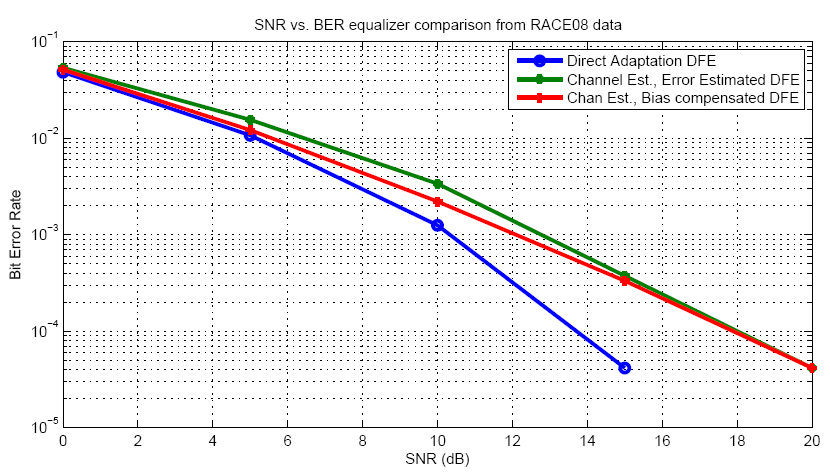 SNR vs. BER equalizer comparison from RACE08 data
Direct Adaptation DFE
Channel Est., Error Estimated DFE
Chan Est., Bias compensated DFE
Bit Error Rate
10⁻¹
10⁻²
10⁻³
10⁻⁴
10⁻⁵
0 2 4 6 8 10 12 14 16 18 20
SNR (dB)